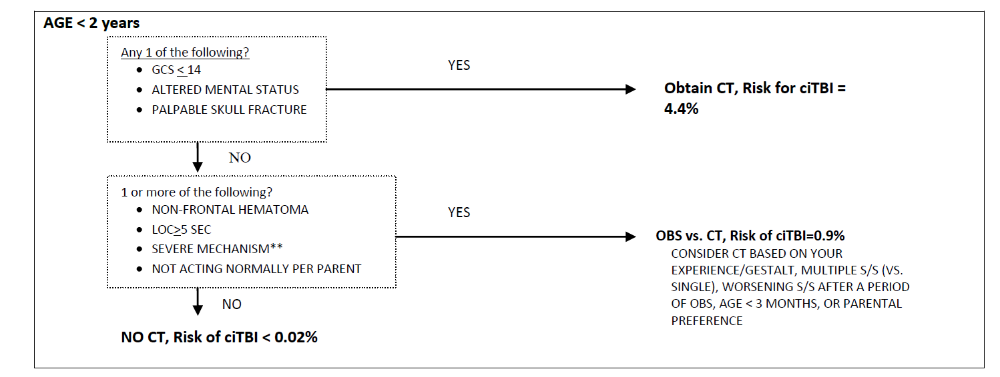 AGE < 2 years
Any 1 of the following?
• GCS ≤ 14
• ALTERED MENTAL STATUS
• PALPABLE SKULL FRACTURE
YES
Obtain CT, Risk for ciTBI =
4.4%
NO
1 or more of the following?
• NON-FRONTAL HEMATOMA
• LOC≥5 SEC
• SEVERE MECHANISM**
• NOT ACTING NORMALLY PER PARENT
YES
OBS vs. CT, Risk of ciTBI=0.9%
CONSIDER CT BASED ON YOUR
EXPERIENCE/GESTALT, MULTIPLE S/S (VS.
SINGLE), WORSENING S/S AFTER A PERIOD
OF OBS, AGE < 3 MONTHS, OR PARENTAL
PREFERENCE
NO
NO CT, Risk of ciTBI < 0.02%